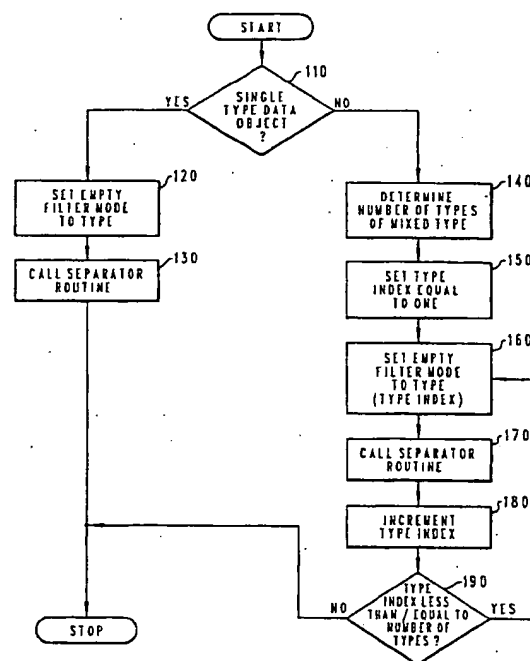 START
110
SINGLE
TYPE DATA
OBJECT
?
YES
NO
120
SET EMPTY
FILTER MODE
TO TYPE
130
CALL SEPARATOR
ROUTINE
140
DETERMINE
NUMBER OF TYPES
OF MIXED TYPE
150
SET TYPE
INDEX EQUAL
TO ONE
160
SET EMPTY
FILTER MODE
TO TYPE
(TYPE INDEX)
170
CALL SEPARATOR
ROUTINE
180
INCREMENT
TYPE INDEX
190
TYPE
INDEX LESS
THAN / EQUAL TO
NUMBER OF
TYPES ?
NO
YES
STOP